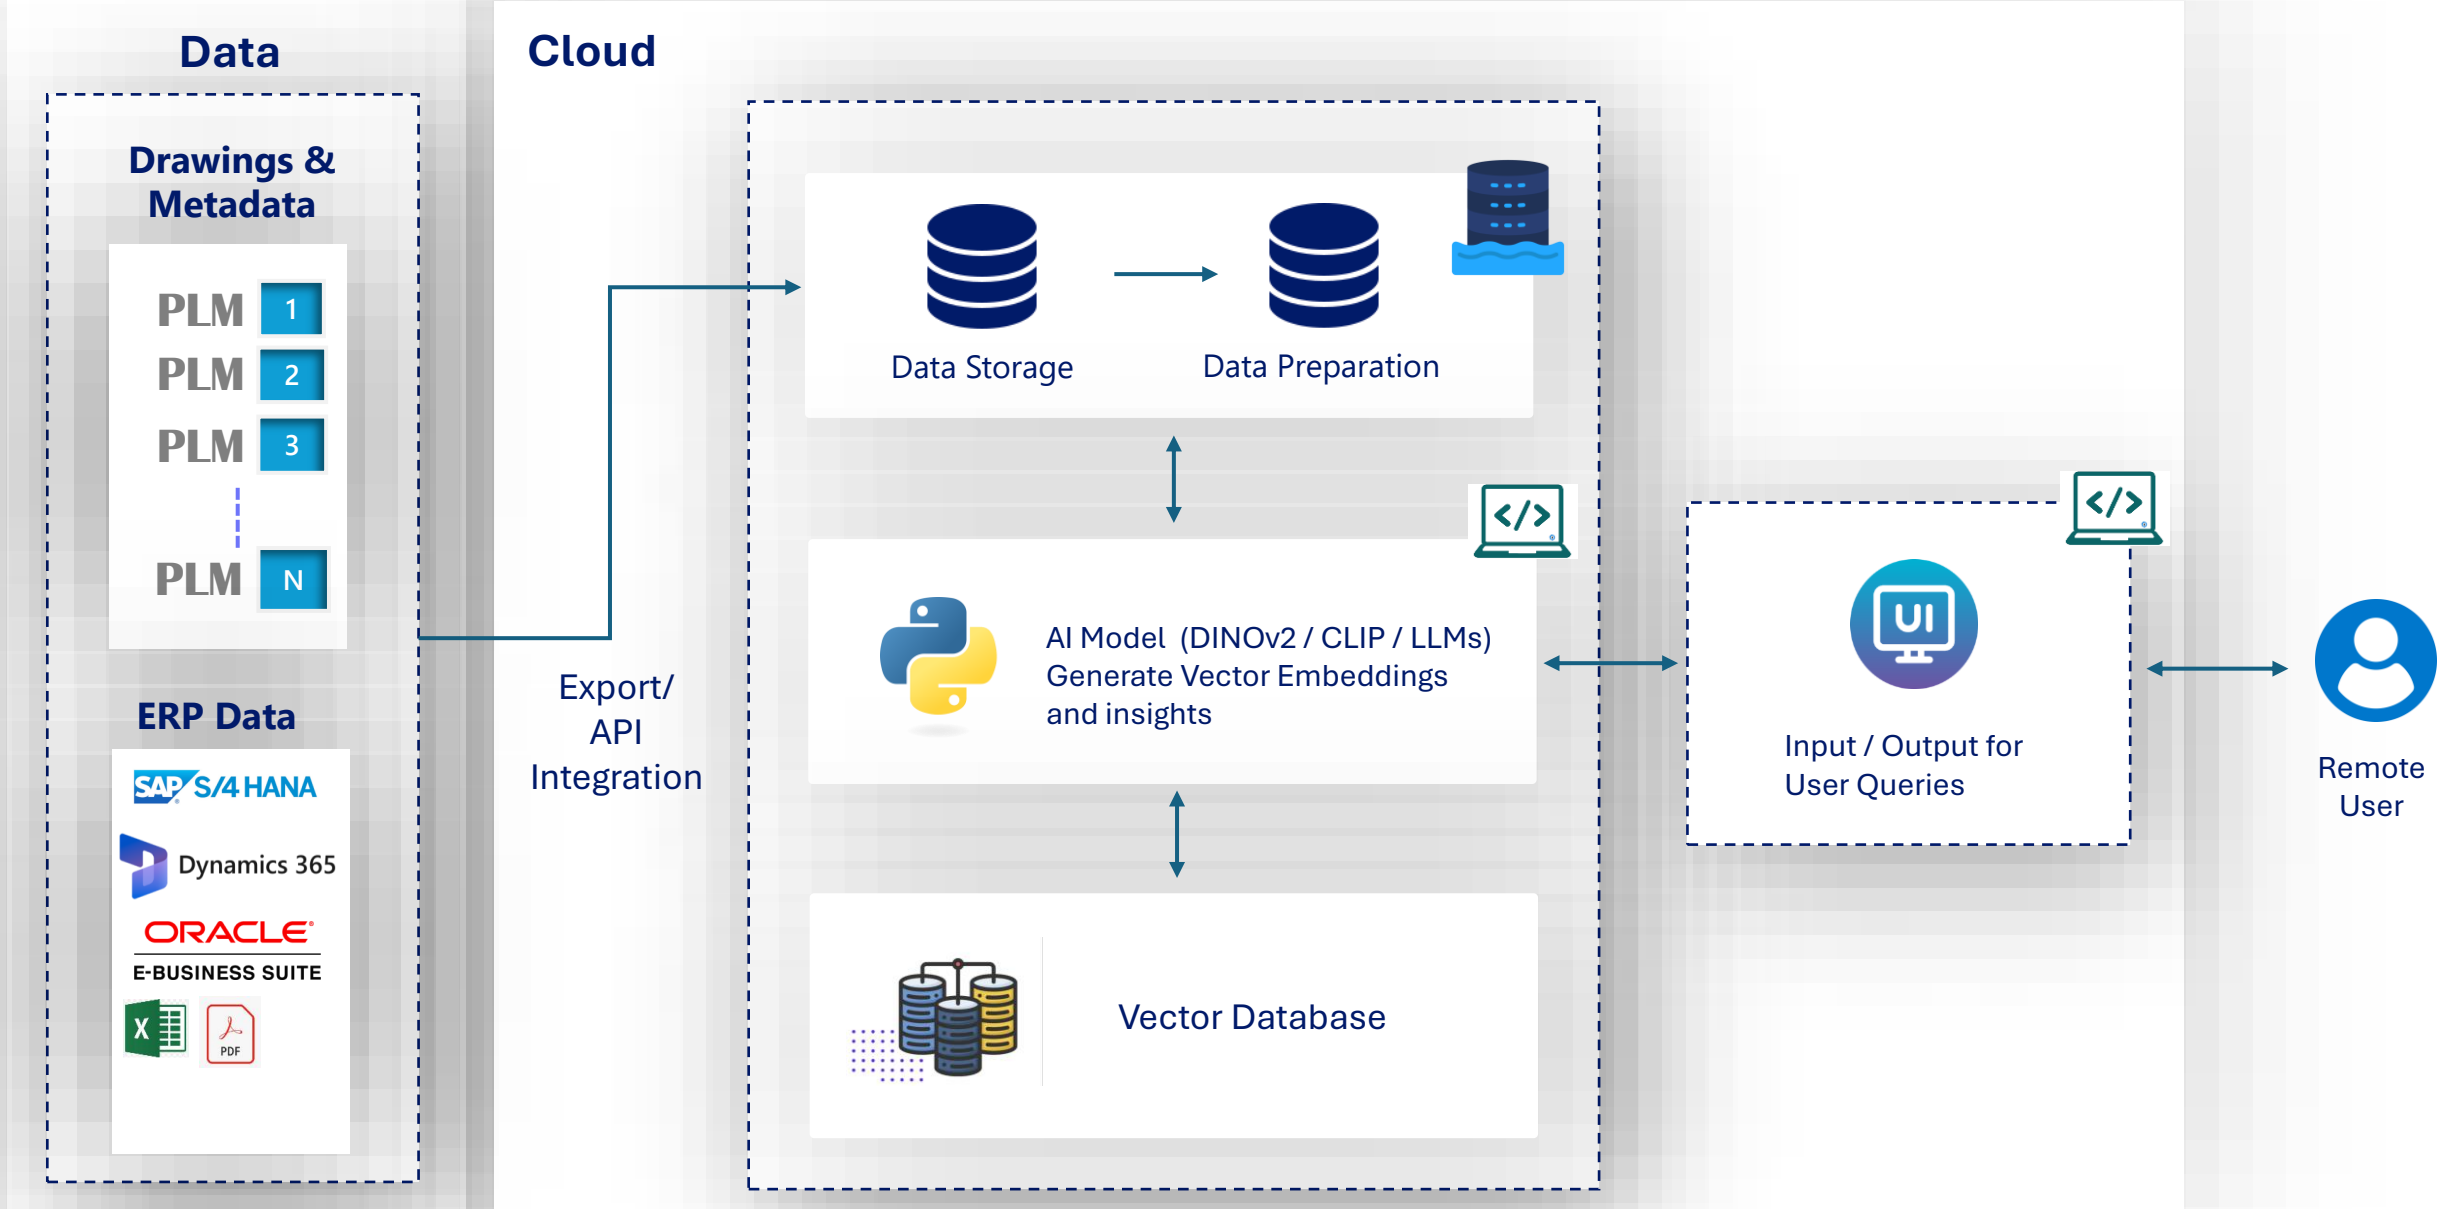 Data
Drawings &
Metadata
PLM 1
PLM 2
PLM 3
PLM N
ERP Data
SAP S/4 HANA
Dynamics 365
ORACLE
E-BUSINESS SUITE
X
PDF
Cloud
Export/
API
Integration
Data Storage
Data Preparation
</>
AI Model (DINOv2 / CLIP / LLMs)
Generate Vector Embeddings
and insights
Vector Database
</>
UI
Input / Output for
User Queries
Remote
User